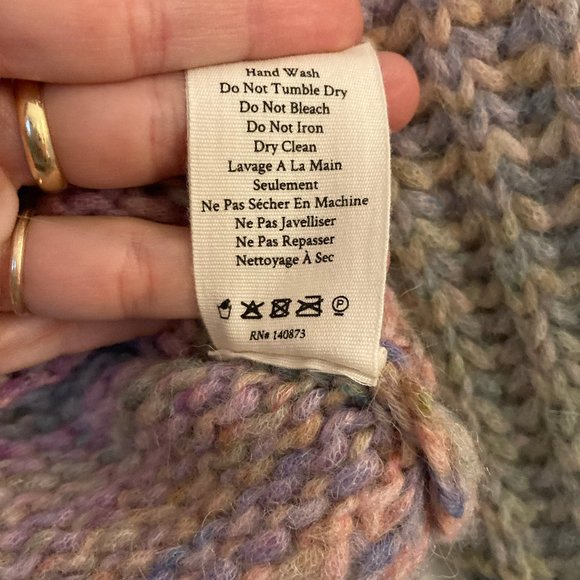 Hand Wash
Do Not Tumble Dry
Do Not Bleach
Do Not Iron
Dry Clean
Lavage A La Main
Seulement
Ne Pas Sécher En Machine
Ne Pas Javelliser
Ne Pas Repasser
Nettoyage À Sec
P
RN# 140873